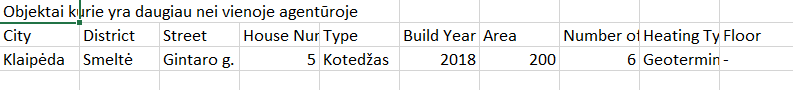 Objektai kurie yra daugiau nei vienoje agentūroje
City District Street House Nur Type Build Year Area Number of Heating Ty Floor
Klaipėda Smeltė Gintaro g. 5 Kotedžas 2018 200 6 Geotermin -